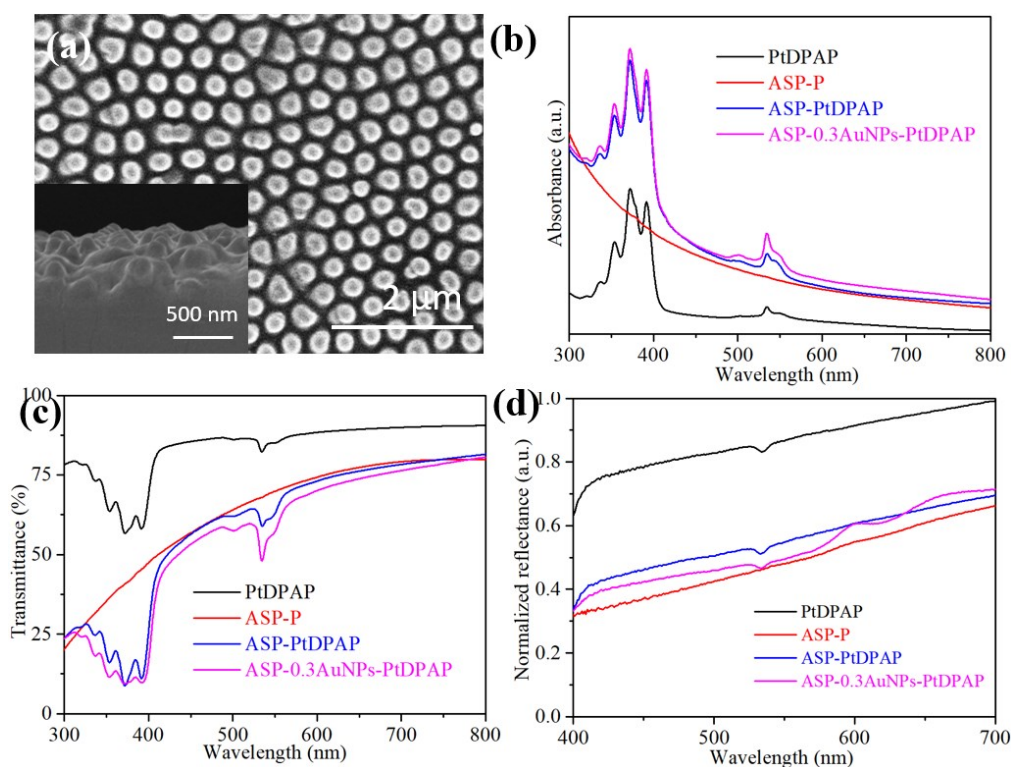 (a)
500 nm
2 μm
(b)
PtDPAP
ASP-P
ASP-PtDPAP
ASP-0.3AuNPs-PtDPAP
Absorbance (a.u.)
300 400 500 600 700 800
Wavelength (nm)
(c)
100
75
50
25
0
Transmittance (%)
PtDPAP
ASP-P
ASP-PtDPAP
ASP-0.3AuNPs-PtDPAP
300 400 500 600 700 800
Wavelength (nm)
(d)
1.0
0.8
0.6
0.4
0.2
0.0
Normalized reflectance (a.u.)
PtDPAP
ASP-P
ASP-PtDPAP
ASP-0.3AuNPs-PtDPAP
400 500 600 700
Wavelength (nm)